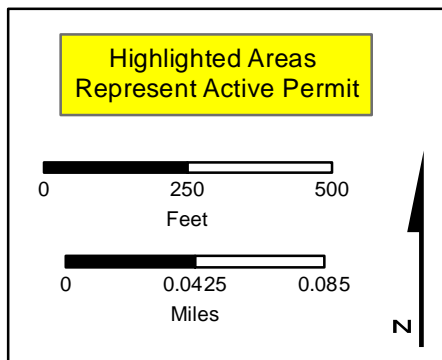 Highlighted Areas
Represent Active Permit
0 250 500
Feet
0 0.0425 0.085
Miles
N